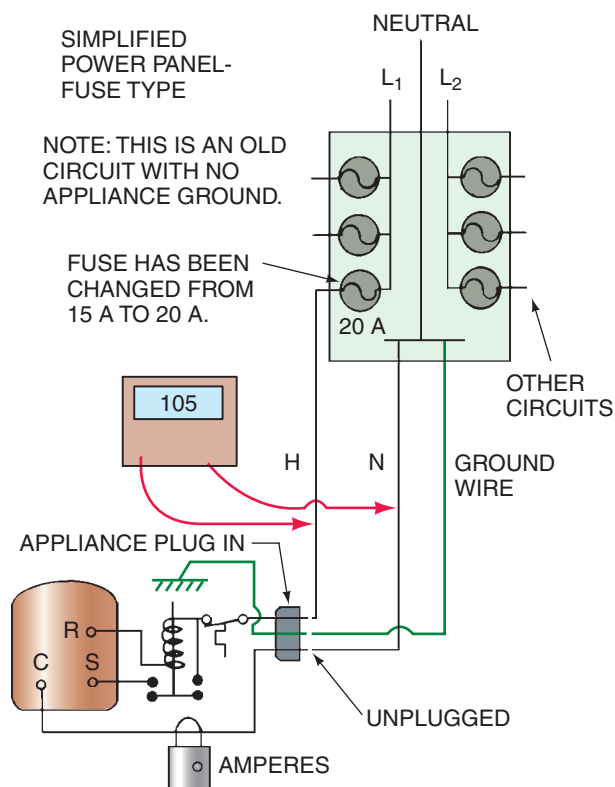 SIMPLIFIED
POWER PANEL-
FUSE TYPE
NEUTRAL
L1
L2
NOTE: THIS IS AN OLD
CIRCUIT WITH NO
APPLIANCE GROUND.
FUSE HAS BEEN
CHANGED FROM
15 A TO 20 A.
20 A
OTHER
CIRCUITS
105
H
N
GROUND
WIRE
APPLIANCE PLUG IN
R
C
S
UNPLUGGED
AMPERES